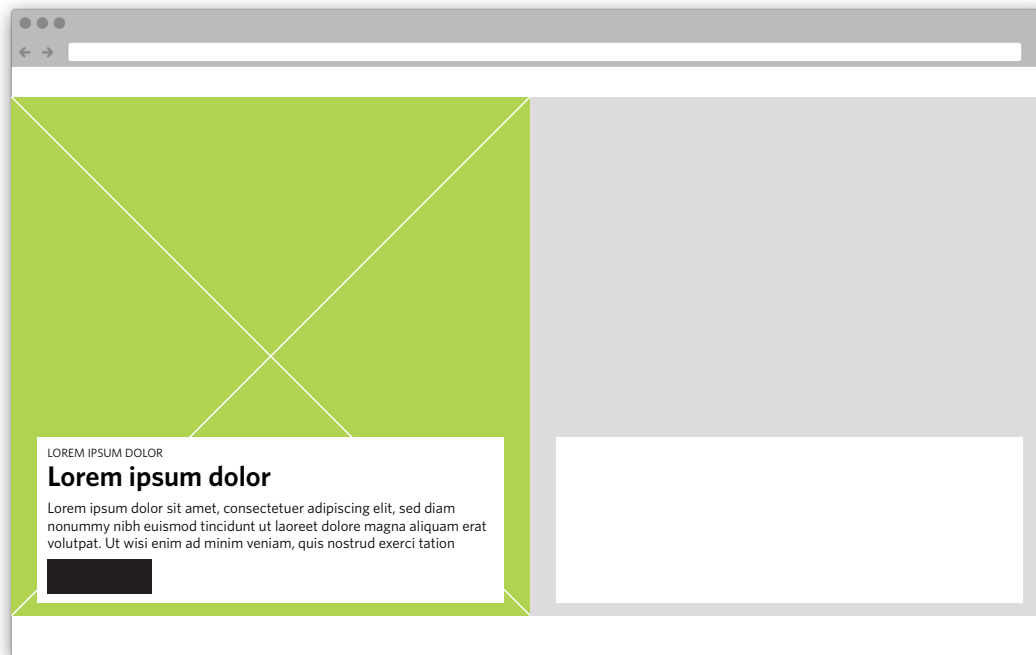 LOREM IPSUM DOLOR
Lorem ipsum dolor
Lorem ipsum dolor sit amet, consectetuer adipiscing elit, sed diam
nonummy nibh euismod tincidunt ut laoreet dolore magna aliquam erat
volutpat. Ut wisi enim ad minim veniam, quis nostrud exerci tation